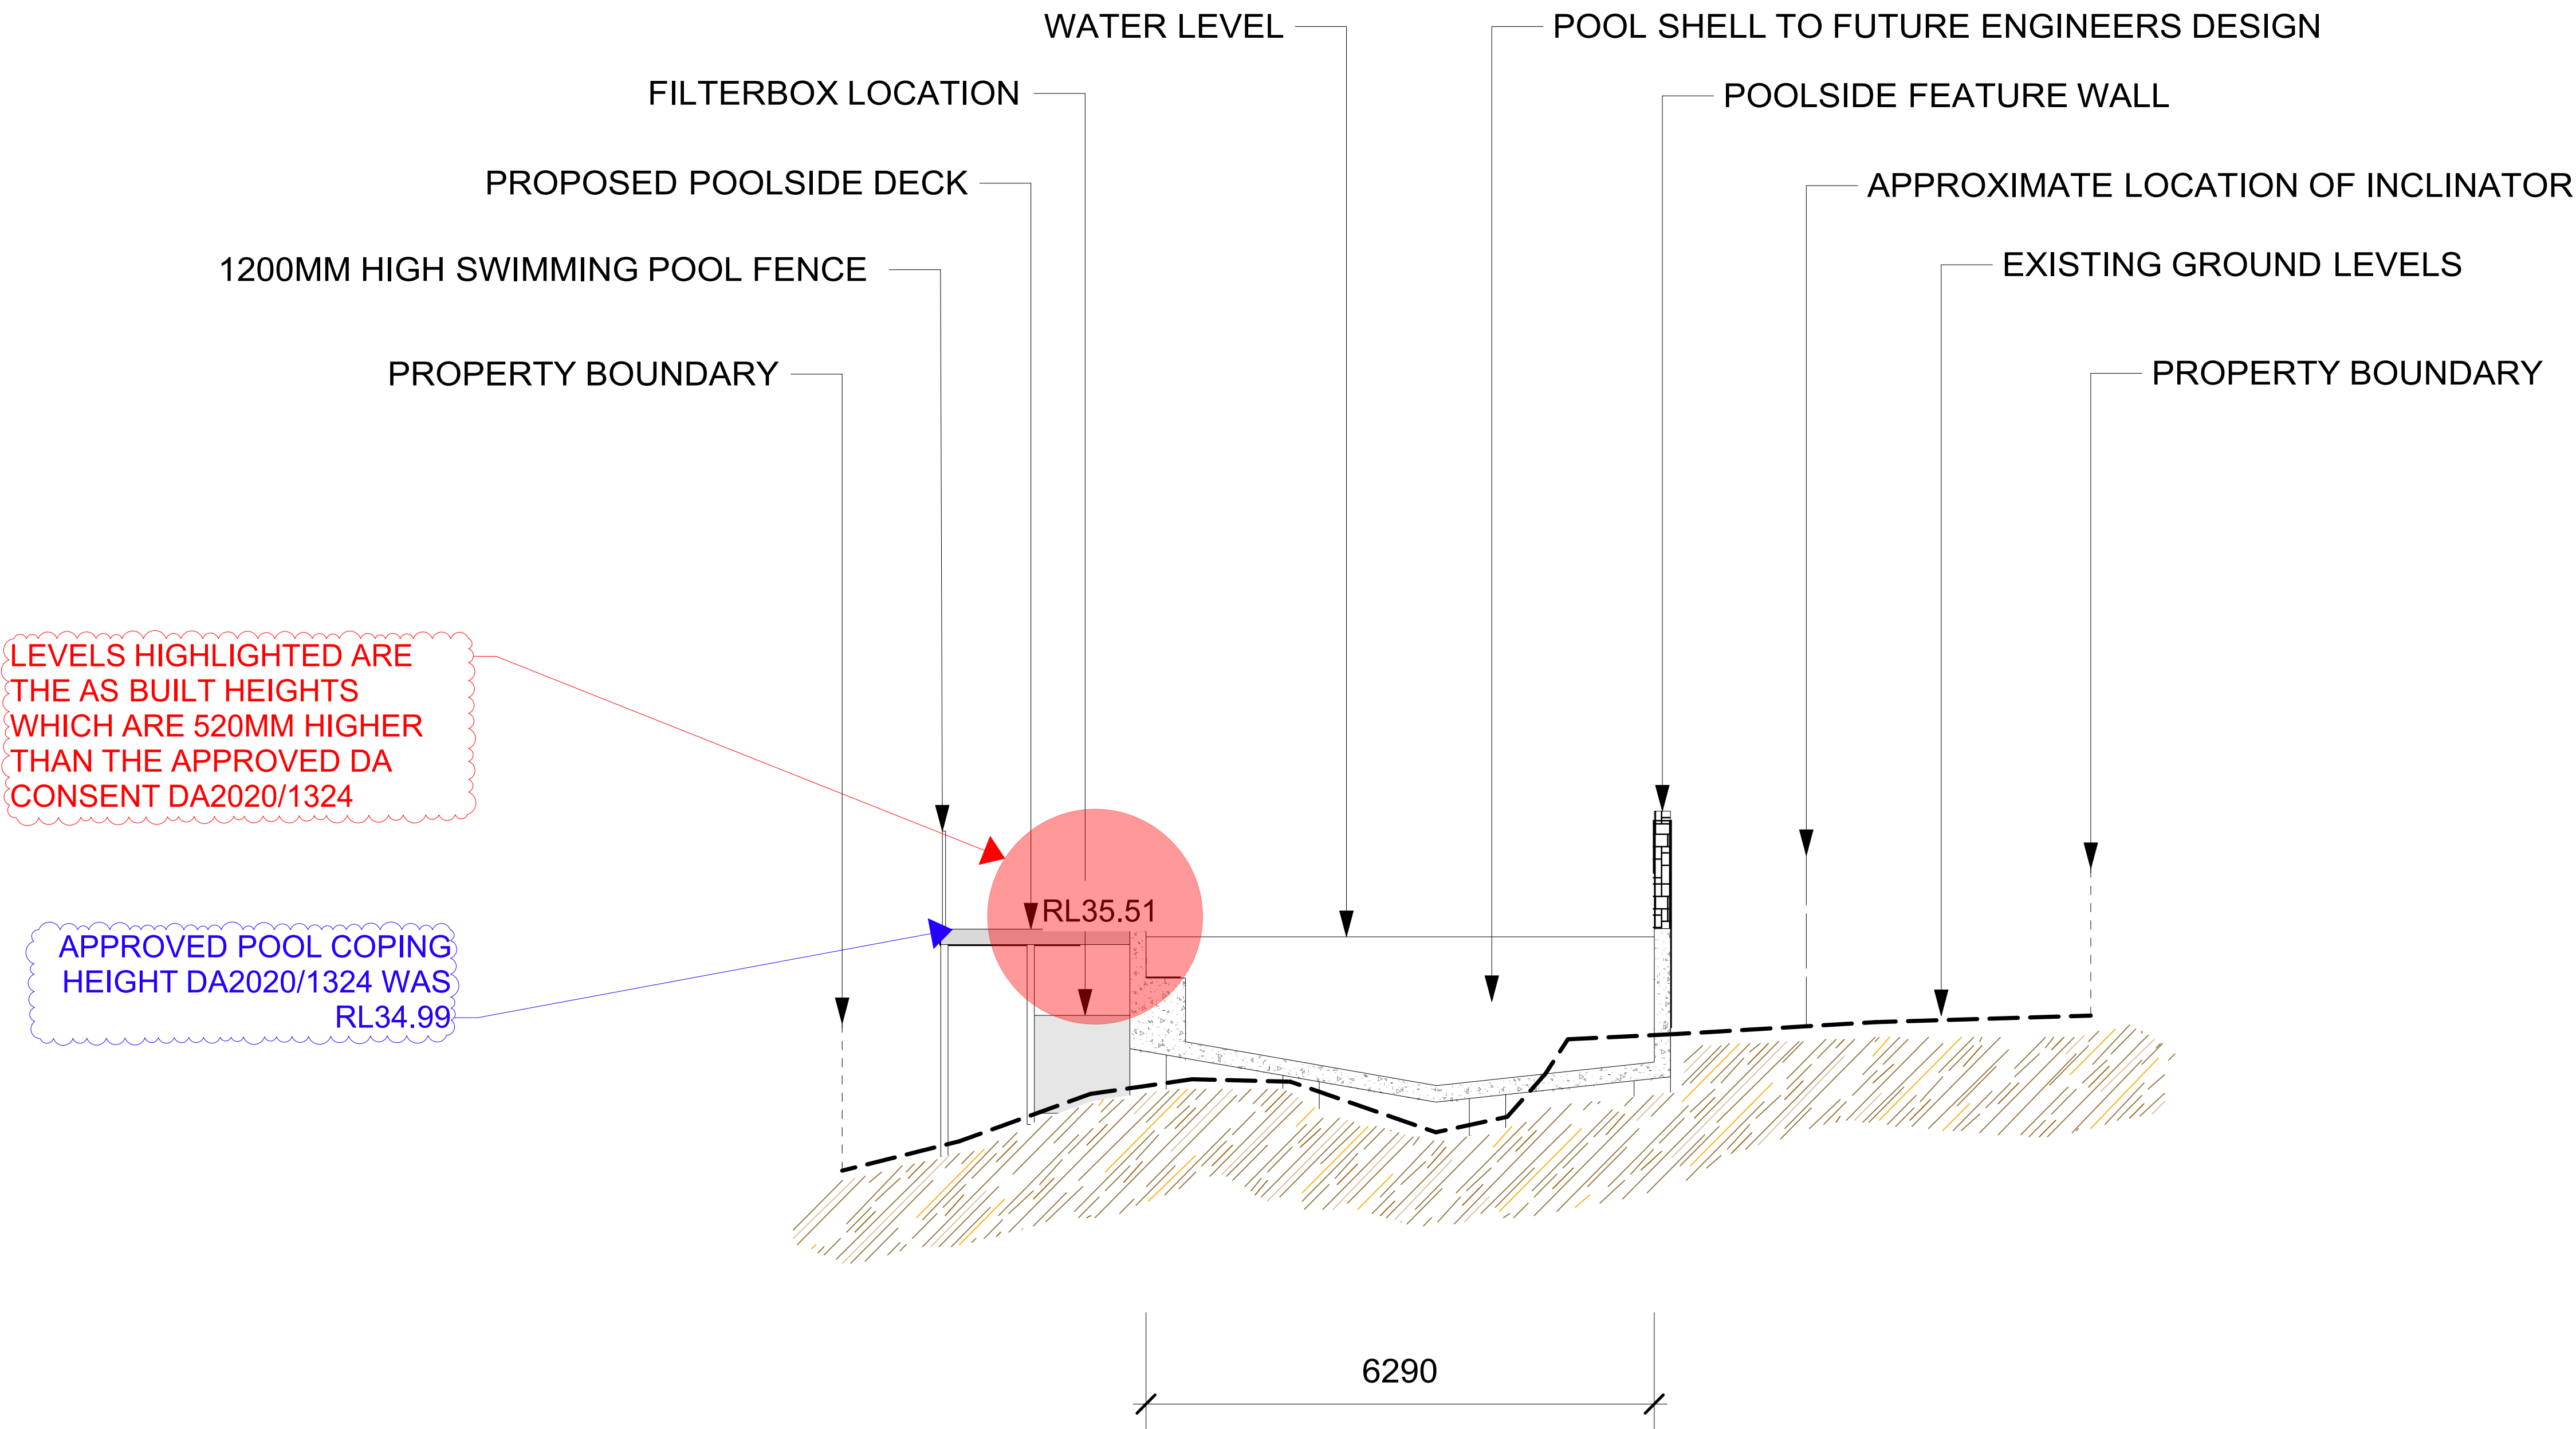 WATER LEVEL
POOL SHELL TO FUTURE ENGINEERS DESIGN
FILTERBOX LOCATION
POOLSIDE FEATURE WALL
PROPOSED POOLSIDE DECK
APPROXIMATE LOCATION OF INCLINATOR
1200MM HIGH SWIMMING POOL FENCE
EXISTING GROUND LEVELS
PROPERTY BOUNDARY
PROPERTY BOUNDARY
LEVELS HIGHLIGHTED ARE
THE AS BUILT HEIGHTS
WHICH ARE 520MM HIGHER
THAN THE APPROVED DA
CONSENT DA2020/1324
RL35.51
APPROVED POOL COPING
HEIGHT DA2020/1324 WAS
RL34.99
6290